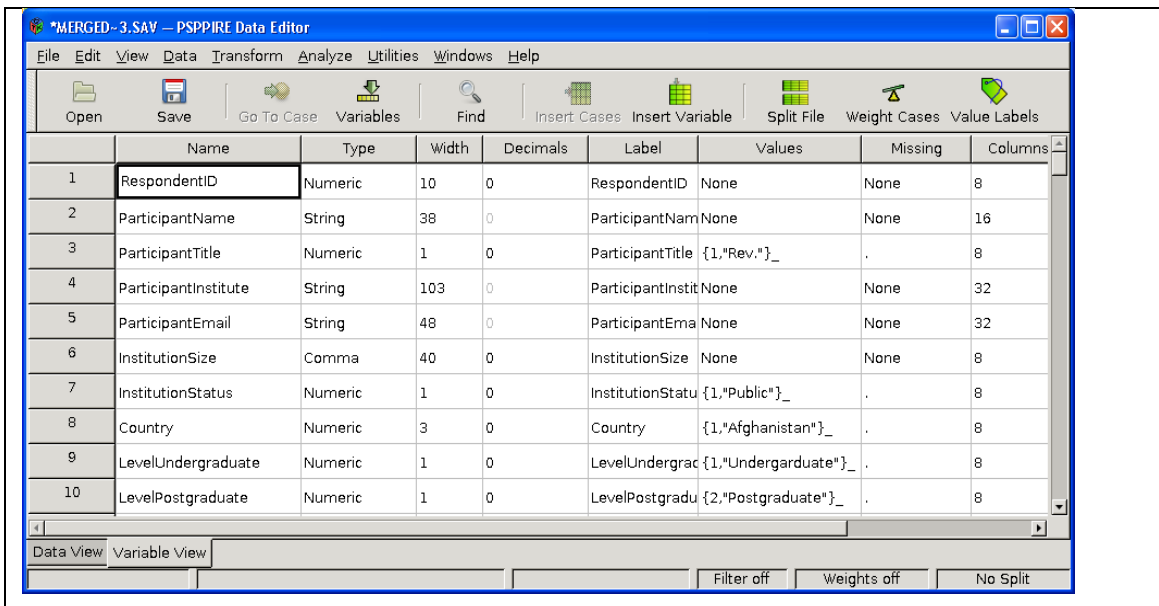 *MERGED~3.SAV — PSPPIRE Data Editor
File Edit View Data Transform Analyze Utilities Windows Help
Open Save Go To Case Variables Find Insert Cases Insert Variable Split File Weight Cases Value Labels
Name Type Width Decimals Label Values Missing Columns
1 RespondentID Numeric 10 0 RespondentID None None 8
2 ParticipantName String 38 0 ParticipantNam None None 16
3 ParticipantTitle Numeric 1 0 ParticipantTitle {1,"Rev."}_ . 8
4 ParticipantInstitute String 103 0 ParticipantInstit None None 32
5 ParticipantEmail String 48 0 ParticipantEma None None 32
6 InstitutionSize Comma 40 0 InstitutionSize None None 8
7 InstitutionStatus Numeric 1 0 InstitutionStatu {1,"Public"}_ . 8
8 Country Numeric 3 0 Country {1,"Afghanistan"}_ . 8
9 LevelUndergraduate Numeric 1 0 LevelUndergrad {1,"Undergarduate"}_ . 8
10 LevelPostgraduate Numeric 1 0 LevelPostgradu {2,"Postgraduate"}_ . 8
Data View Variable View
Filter off Weights off No Split